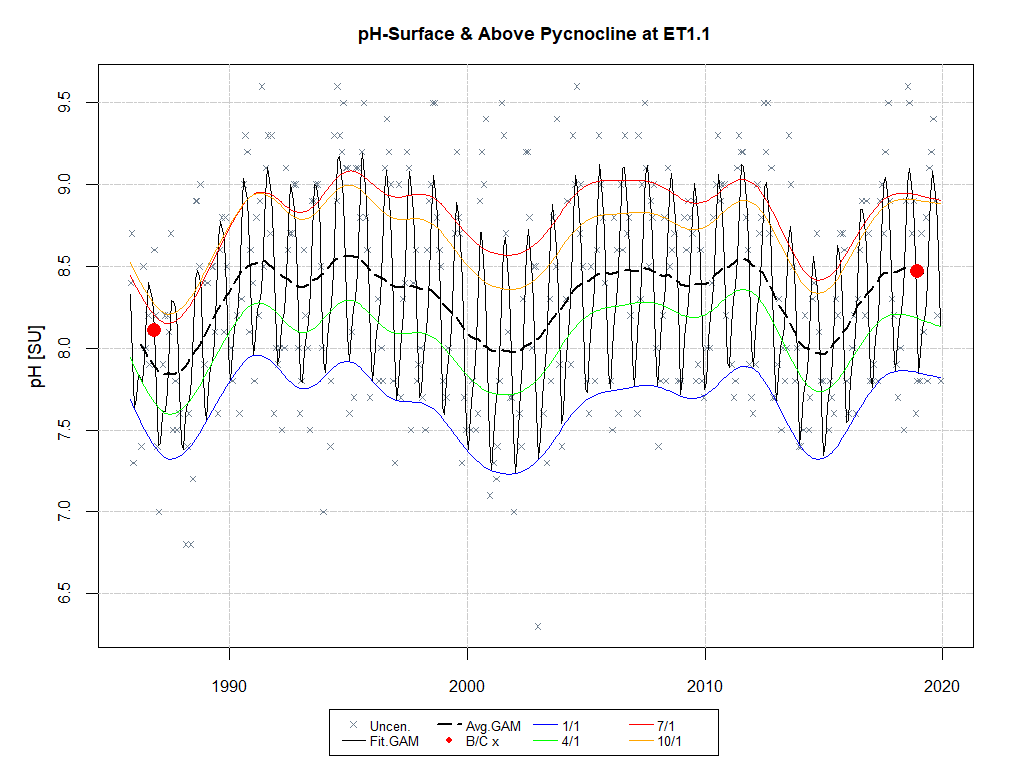 pH-Surface & Above Pycnocline at ET1.1
pH [SU]
9.5
9.0
8.5
8.0
7.5
7.0
6.5
1990 2000 2010 2020
Uncen. Avg.GAM 1/1 7/1
Fit.GAM B/C x 4/1 10/1